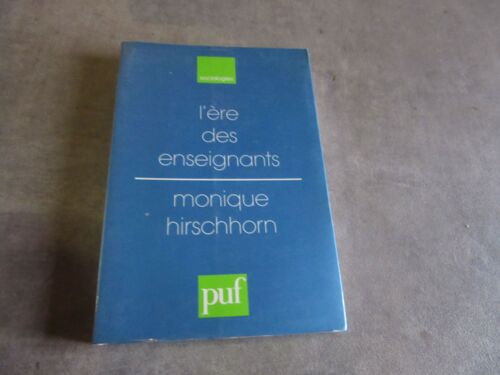 sociologies
l'ère
des
enseignants
monique
hirschhorn
puf